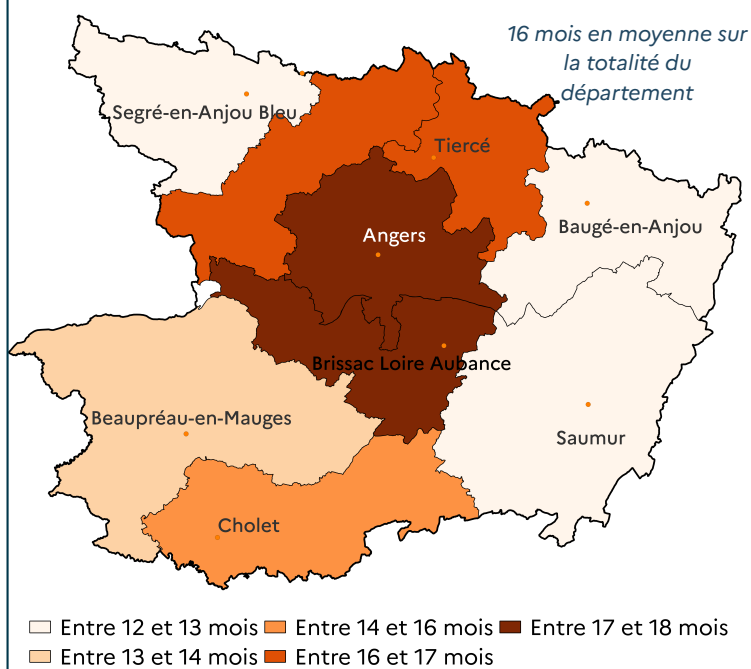 16 mois en moyenne sur
la totalité du
département
Segré-en-Anjou Bleu
Tiercé
Baugé-en-Anjou
Angers
Brissac Loire Aubance
Beaupréau-en-Mauges
Saumur
Cholet
Entre 12 et 13 mois Entre 14 et 16 mois Entre 17 et 18 mois
Entre 13 et 14 mois Entre 16 et 17 mois